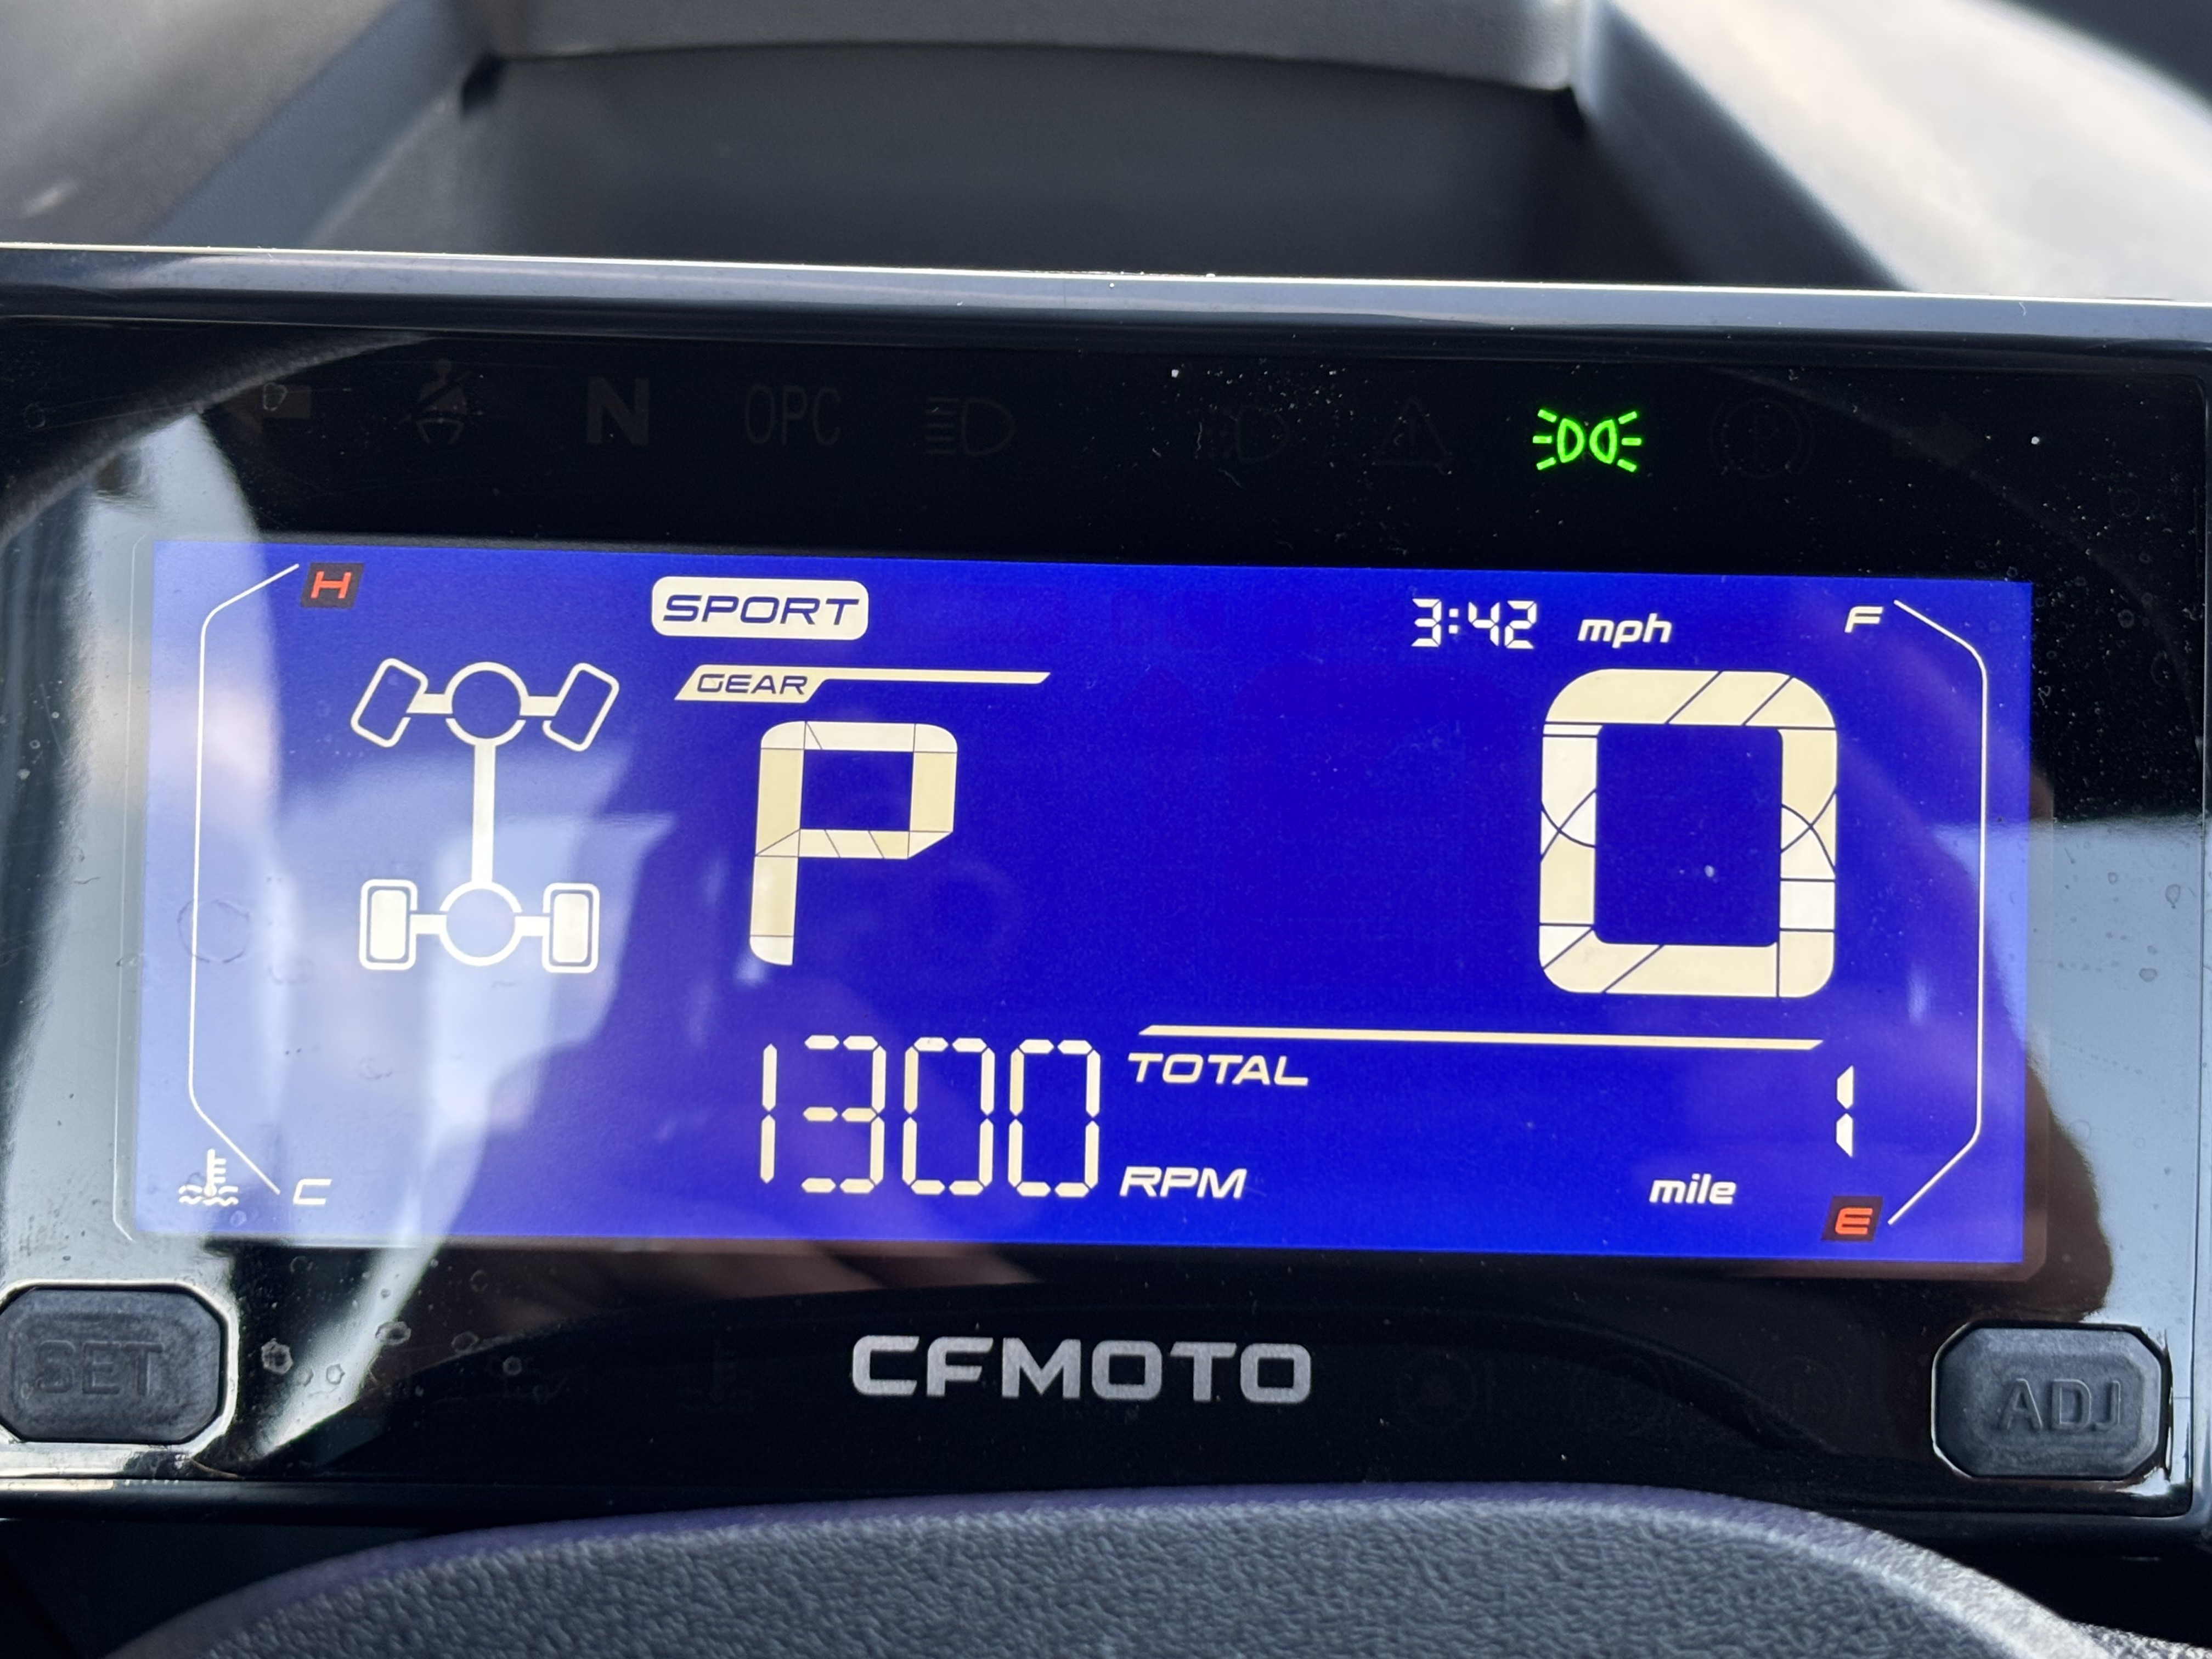 N OPC
H SPORT 3:42 mph F
GEAR
P 0
1300 RPM
TOTAL
1
mile
C E
SET CFMOTO ADJ